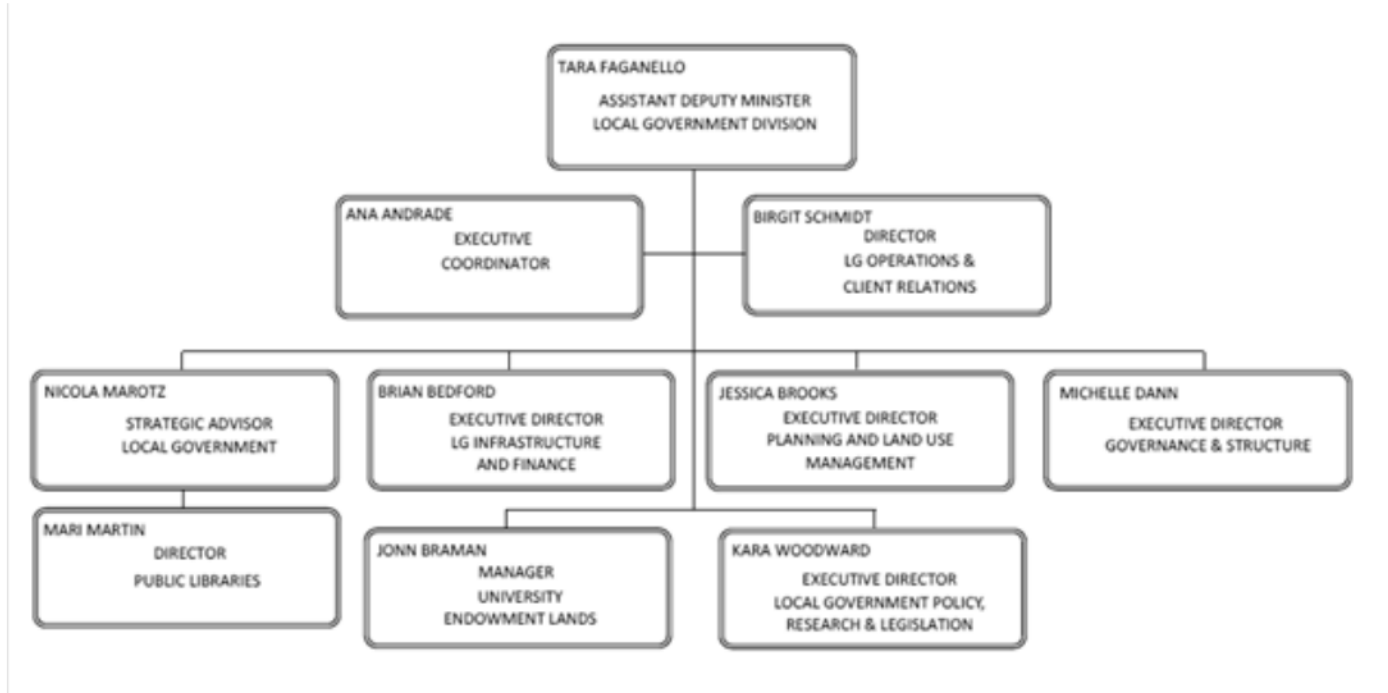 TARA FAGANELLO
ASSISTANT DEPUTY MINISTER
LOCAL GOVERNMENT DIVISION
ANA ANDRADE
EXECUTIVE
COORDINATOR
BIRGIT SCHMIDT
DIRECTOR
LG OPERATIONS &
CLIENT RELATIONS
NICOLA MAROTZ
STRATEGIC ADVISOR
LOCAL GOVERNMENT
BRIAN BEDFORD
EXECUTIVE DIRECTOR
LG INFRASTRUCTURE
AND FINANCE
JESSICA BROOKS
EXECUTIVE DIRECTOR
PLANNING AND LAND USE
MANAGEMENT
MICHELLE DANN
EXECUTIVE DIRECTOR
GOVERNANCE & STRUCTURE
MARI MARTIN
DIRECTOR
PUBLIC LIBRARIES
JONN BRAMAN
MANAGER
UNIVERSITY
ENDOWMENT LANDS
KARA WOODWARD
EXECUTIVE DIRECTOR
LOCAL GOVERNMENT POLICY,
RESEARCH & LEGISLATION